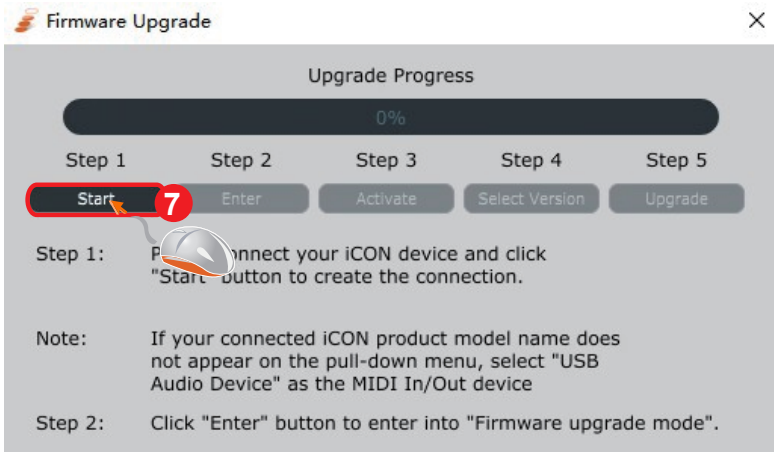 Firmware Upgrade
Upgrade Progress
0%
Step 1 Step 2 Step 3 Step 4 Step 5
Start 7 Enter Activate Select Version Upgrade
Step 1: connect your iCON device and click
"Start" button to create the connection.
Note: If your connected iCON product model name does
not appear on the pull-down menu, select "USB
Audio Device" as the MIDI In/Out device
Step 2: Click "Enter" button to enter into "Firmware upgrade mode".